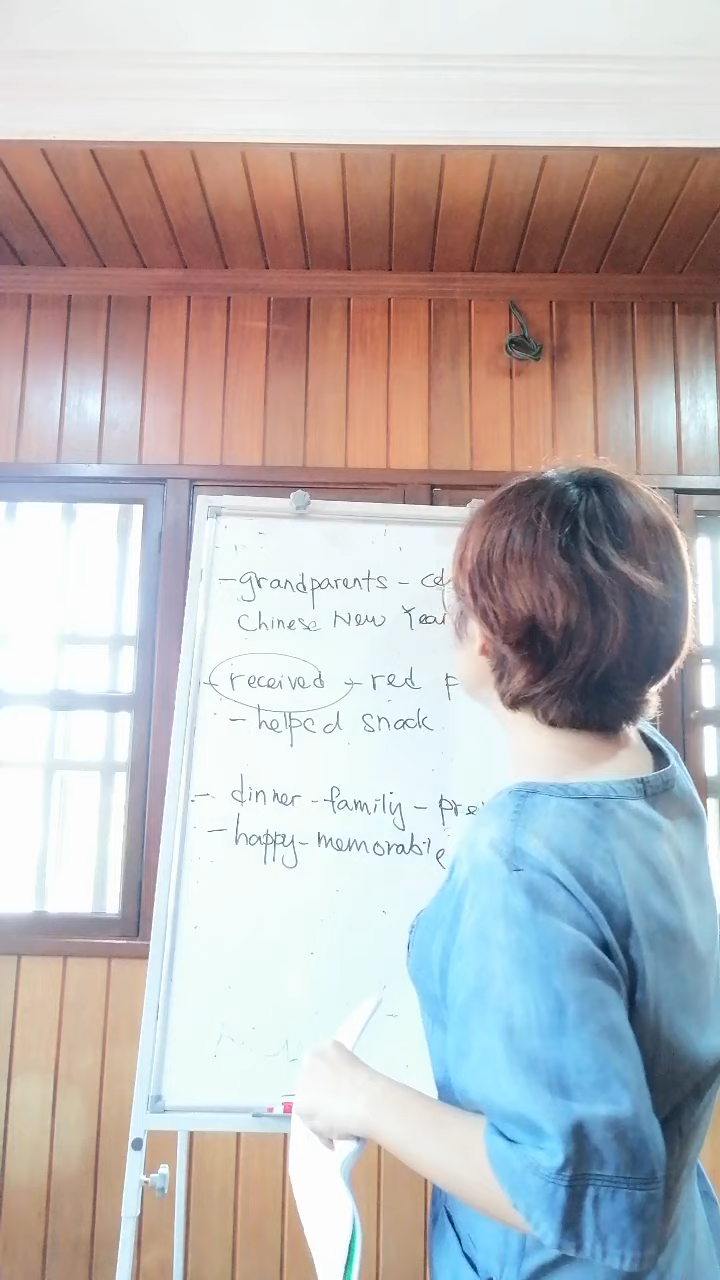 - grandparents -
Chinese New Year
- received - red
- helped snack
- dinner - family -
- happy - memorable